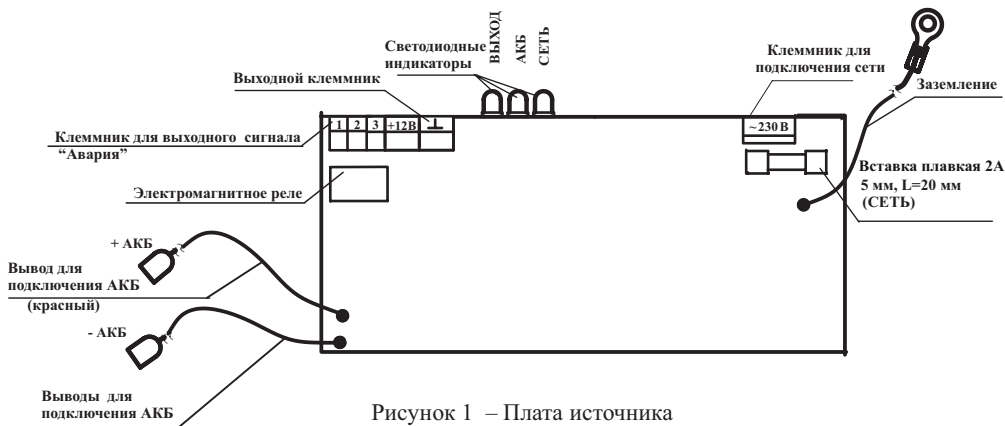 ВЫХОД
АКБ
СЕТЬ
Светодиодные
индикаторы
Выходной клеммник
Клеммник для
подключения сети
Заземление
1 2 3 +12В ⊥
~230 В
Клеммник для выходного сигнала
“Авария”
Электромагнитное реле
Вставка плавкая 2А
5 мм, L=20 мм
(СЕТЬ)
+ АКБ
Вывод для
подключения АКБ
(красный)
- АКБ
Выводы для
подключения АКБ
Рисунок 1 – Плата источника